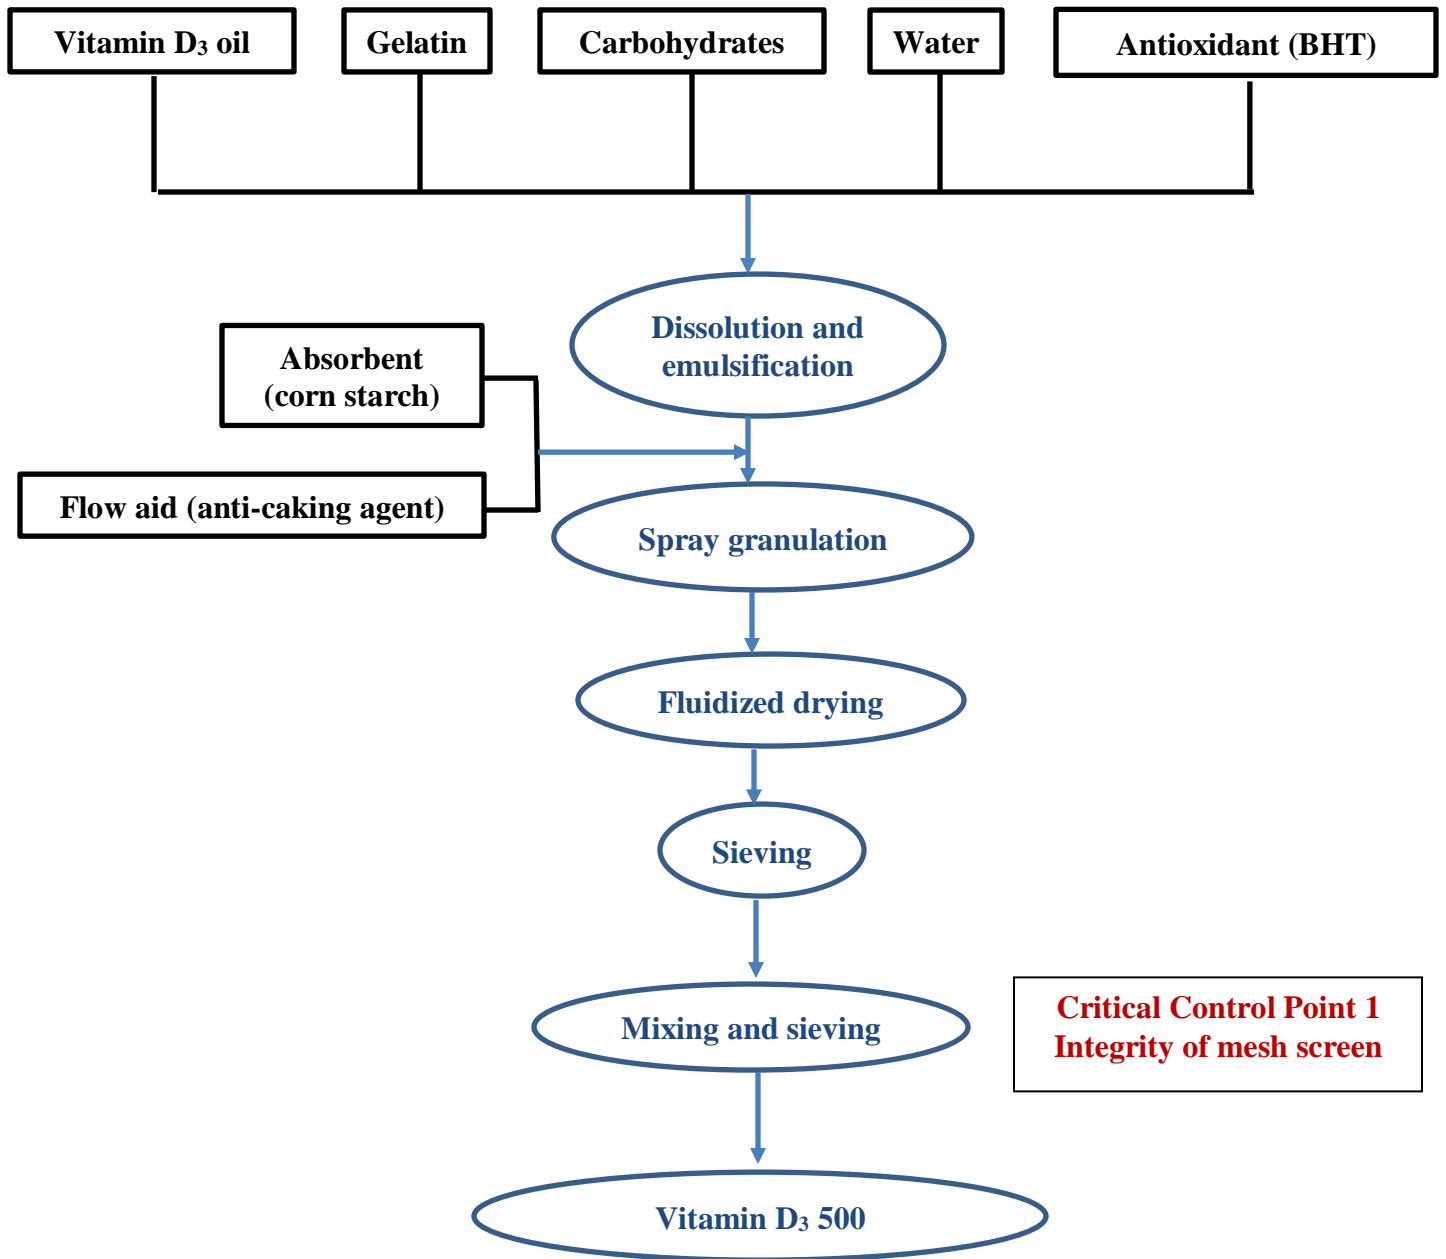 Vitamin D₃ oil
Gelatin
Carbohydrates
Water
Antioxidant (BHT)
Dissolution and
emulsification
Absorbent
(corn starch)
Flow aid (anti-caking agent)
Spray granulation
Fluidized drying
Sieving
Mixing and sieving
Critical Control Point 1
Integrity of mesh screen
Vitamin D₃ 500